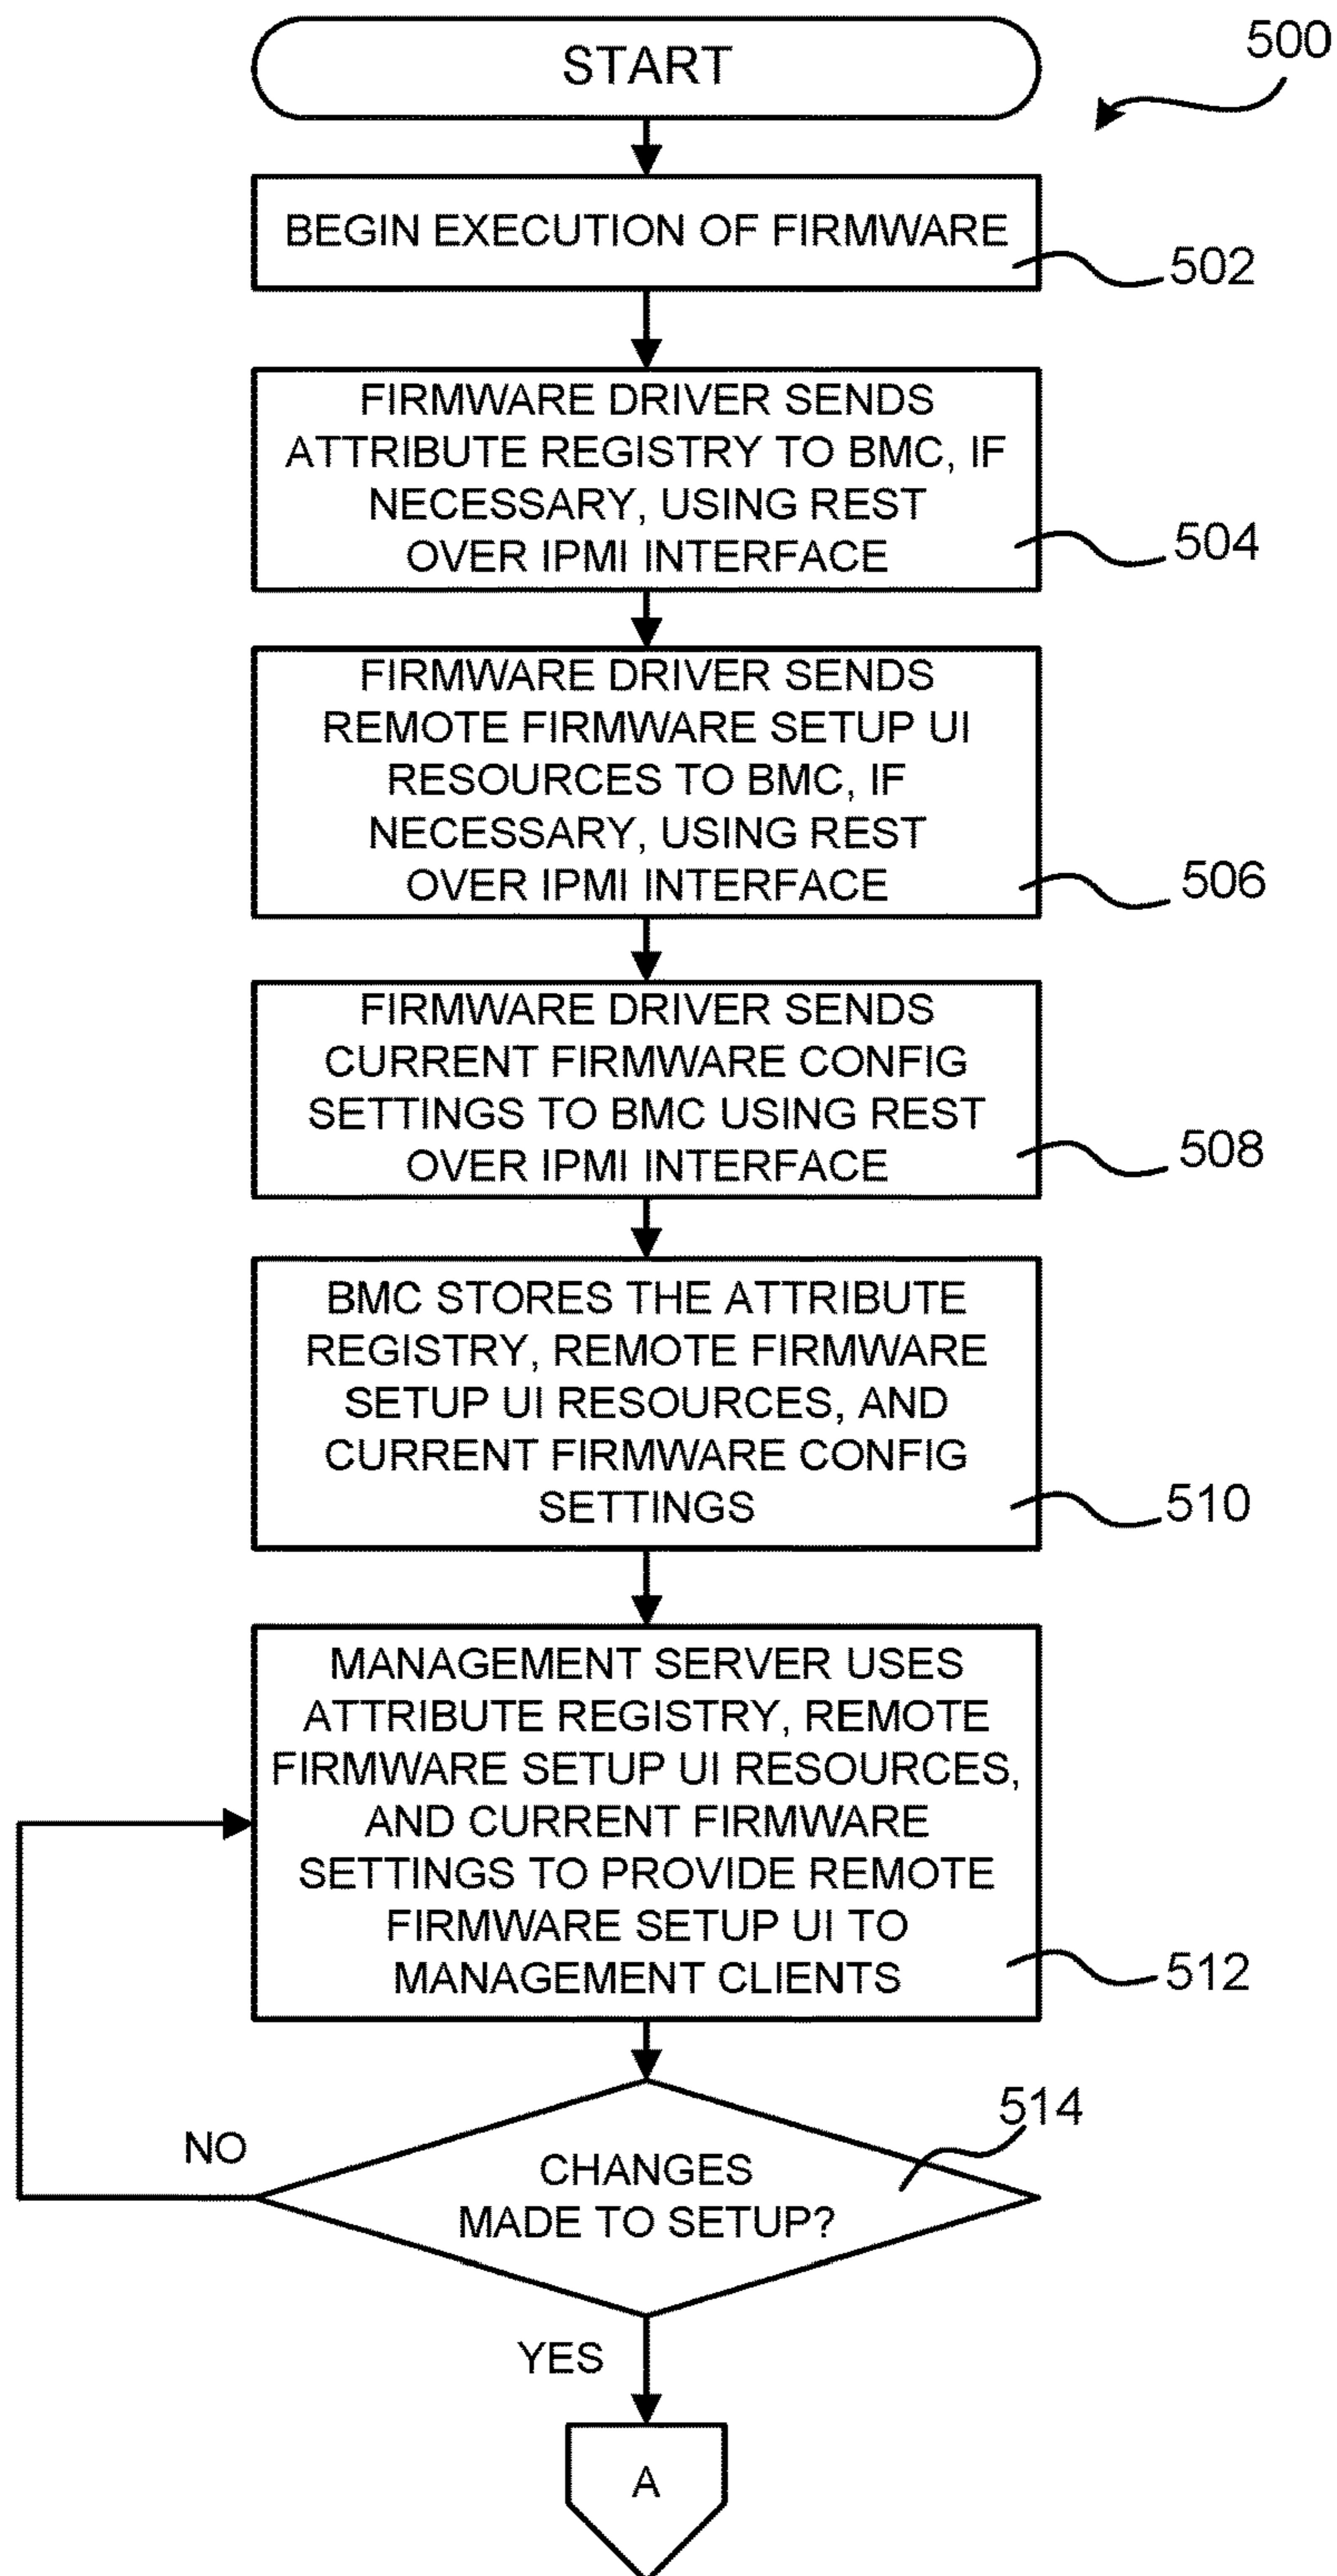 START
500
BEGIN EXECUTION OF FIRMWARE
502
FIRMWARE DRIVER SENDS
ATTRIBUTE REGISTRY TO BMC, IF
NECESSARY, USING REST
OVER IPMI INTERFACE
504
FIRMWARE DRIVER SENDS
REMOTE FIRMWARE SETUP UI
RESOURCES TO BMC, IF
NECESSARY, USING REST
OVER IPMI INTERFACE
506
FIRMWARE DRIVER SENDS
CURRENT FIRMWARE CONFIG
SETTINGS TO BMC USING REST
OVER IPMI INTERFACE
508
BMC STORES THE ATTRIBUTE
REGISTRY, REMOTE FIRMWARE
SETUP UI RESOURCES, AND
CURRENT FIRMWARE CONFIG
SETTINGS
510
MANAGEMENT SERVER USES
ATTRIBUTE REGISTRY, REMOTE
FIRMWARE SETUP UI RESOURCES,
AND CURRENT FIRMWARE
SETTINGS TO PROVIDE REMOTE
FIRMWARE SETUP UI TO
MANAGEMENT CLIENTS
512
514
NO
CHANGES
MADE TO SETUP?
YES
A